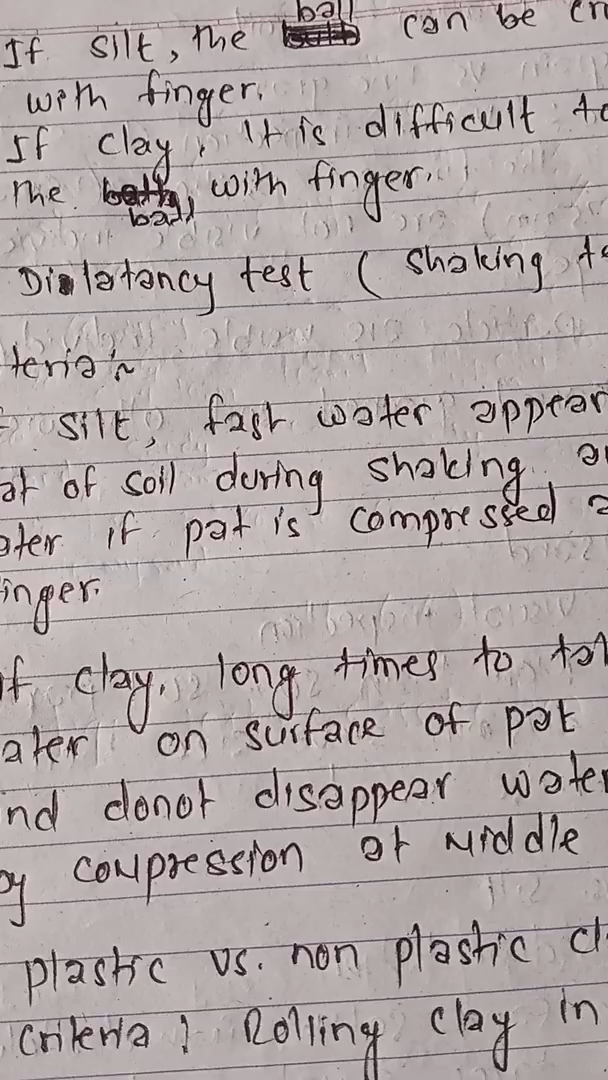 ball
If silt, the can be
with finger.
If clay, It is difficult
The with finger.
ball
Dilatancy test ( shaking
teria:~
silt, fast water appear
at of soil during shaking
ater if pat is compressed
inger.
f clay, long times to
ater on surface of pat
nd donot disappear water
by compression at Middle
plastic vs. non plastic
criteria : Rolling clay in